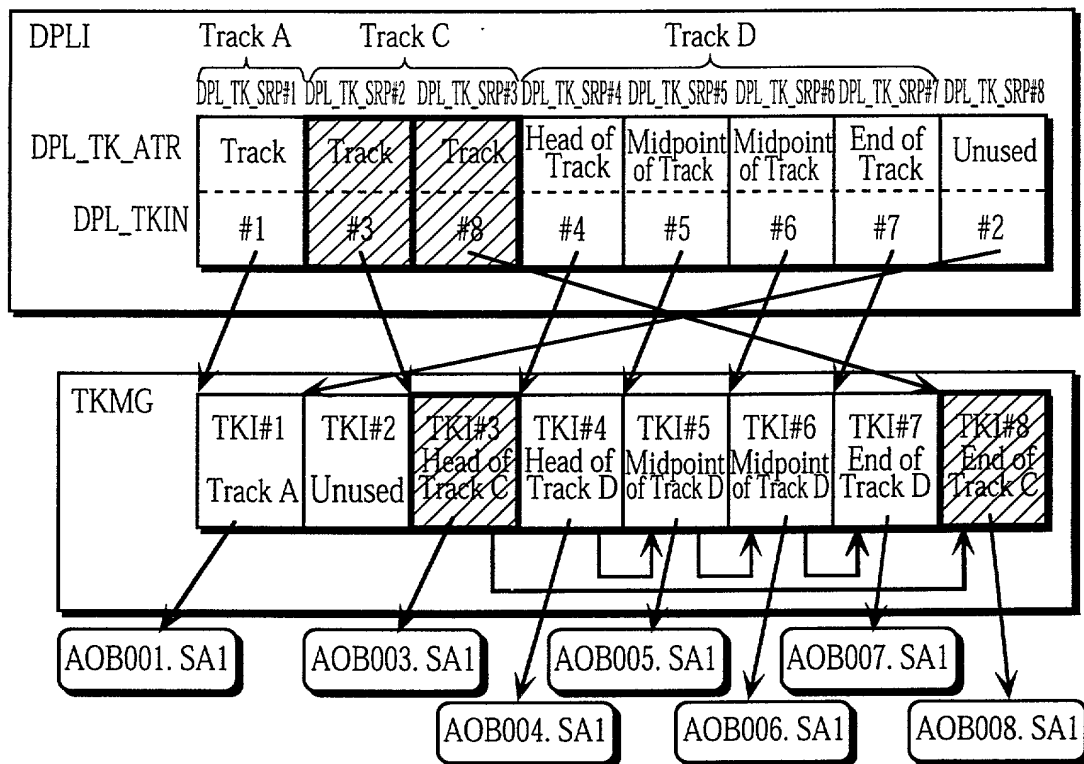 DPLI Track A Track C Track D
DPL_TK_SRP#1 DPL_TK_SRP#2 DPL_TK_SRP#3 DPL_TK_SRP#4 DPL_TK_SRP#5 DPL_TK_SRP#6 DPL_TK_SRP#7 DPL_TK_SRP#8
DPL_TK_ATR Track Track Track Head of Track Midpoint of Track Midpoint of Track End of Track Unused
DPL_TKIN #1 #3 #8 #4 #5 #6 #7 #2
TKMG
TKI#1 Track A
TKI#2 Unused
TKI#3 Head of Track C
TKI#4 Head of Track D
TKI#5 Midpoint of Track D
TKI#6 Midpoint of Track D
TKI#7 End of Track D
TKI#8 End of Track C
AOB001. SA1 AOB003. SA1 AOB005. SA1 AOB007. SA1
AOB004. SA1 AOB006. SA1 AOB008. SA1